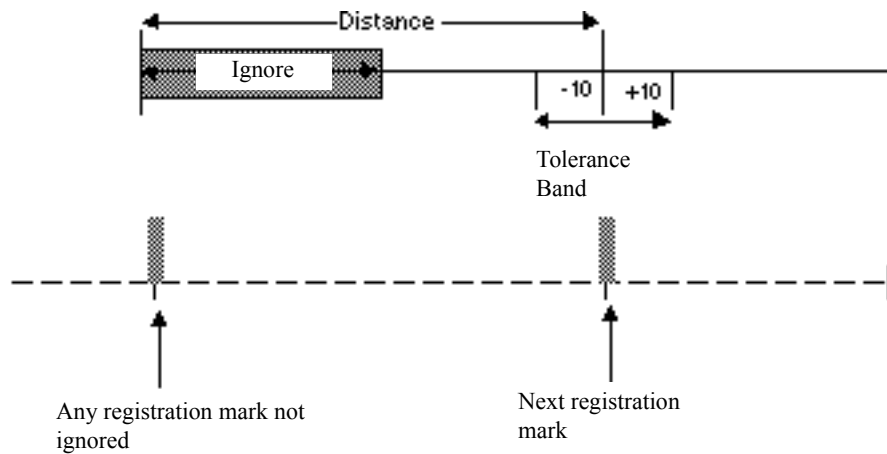 Distance
Ignore
-10 +10
Tolerance
Band
Any registration mark not
ignored
Next registration
mark